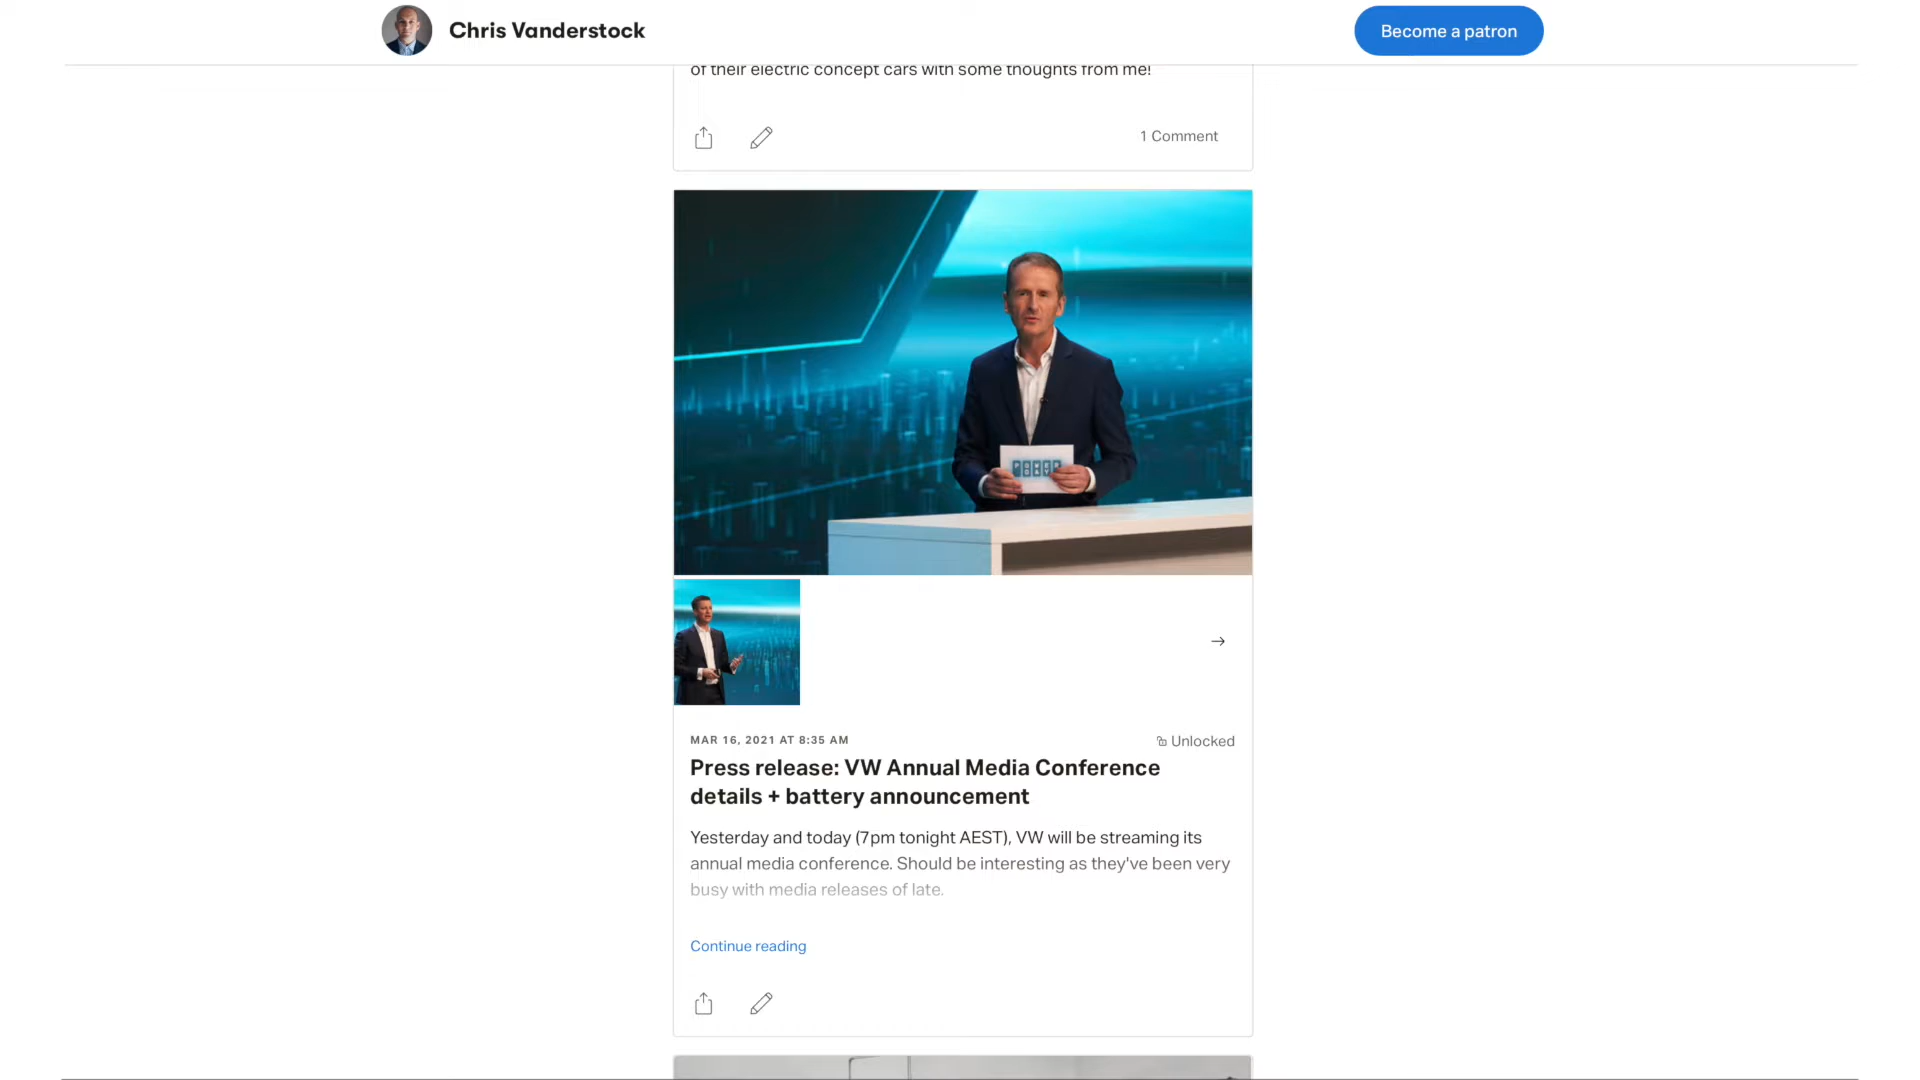 Chris Vanderstock
Become a patron
of their electric concept cars with some thoughts from me!
1 Comment
POWER
MAR 16, 2021 AT 8:35 AM
Unlocked
Press release: VW Annual Media Conference
details + battery announcement
Yesterday and today (7pm tonight AEST), VW will be streaming its
annual media conference. Should be interesting as they've been very
busy with media releases of late.
Continue reading